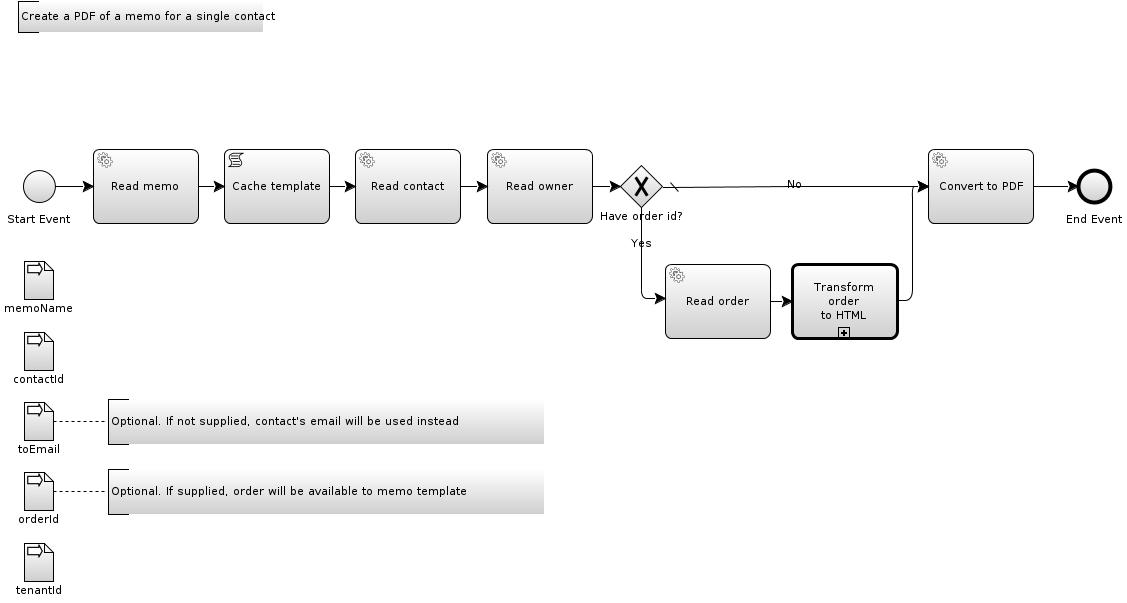 Create a PDF of a memo for a single contact
Read memo
Cache template
Read contact
Read owner
No
Convert to PDF
Start Event
Have order id?
End Event
Yes
Read order
Transform
order
to HTML
memoName
contactId
toEmail
Optional. If not supplied, contact's email will be used instead
orderId
Optional. If supplied, order will be available to memo template
tenantId